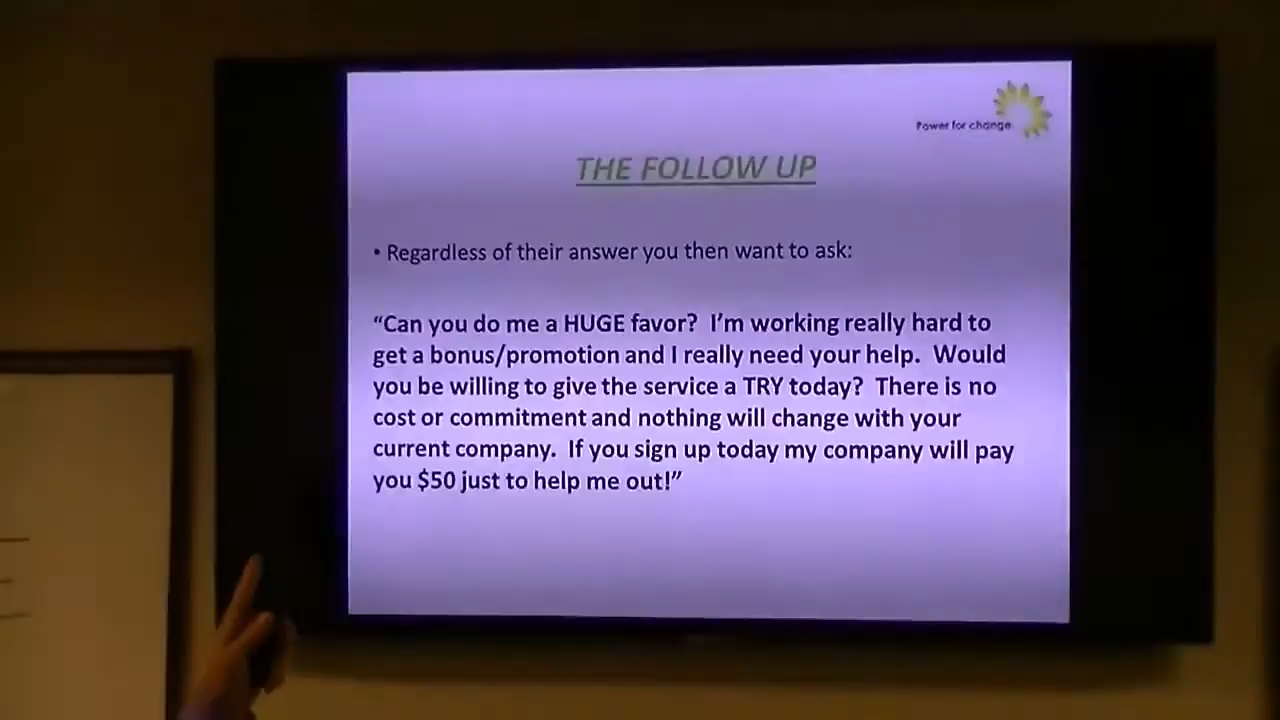 Power for change
THE FOLLOW UP
• Regardless of their answer you then want to ask:
“Can you do me a HUGE favor? I’m working really hard to
get a bonus/promotion and I really need your help. Would
you be willing to give the service a TRY today? There is no
cost or commitment and nothing will change with your
current company. If you sign up today my company will pay
you $50 just to help me out!”